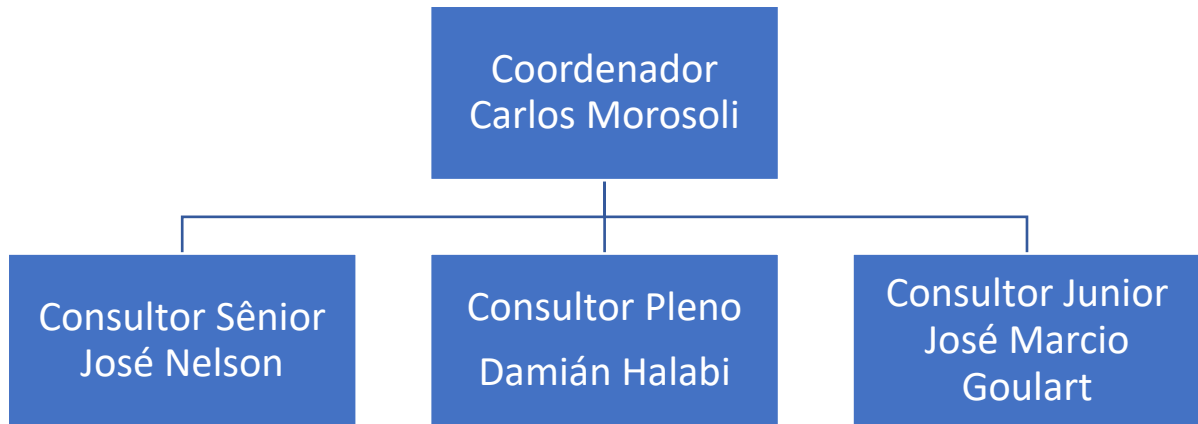 Coordenador
Carlos Morosoli
Consultor Sênior
José Nelson
Consultor Pleno
Damián Halabi
Consultor Junior
José Marcio
Goulart